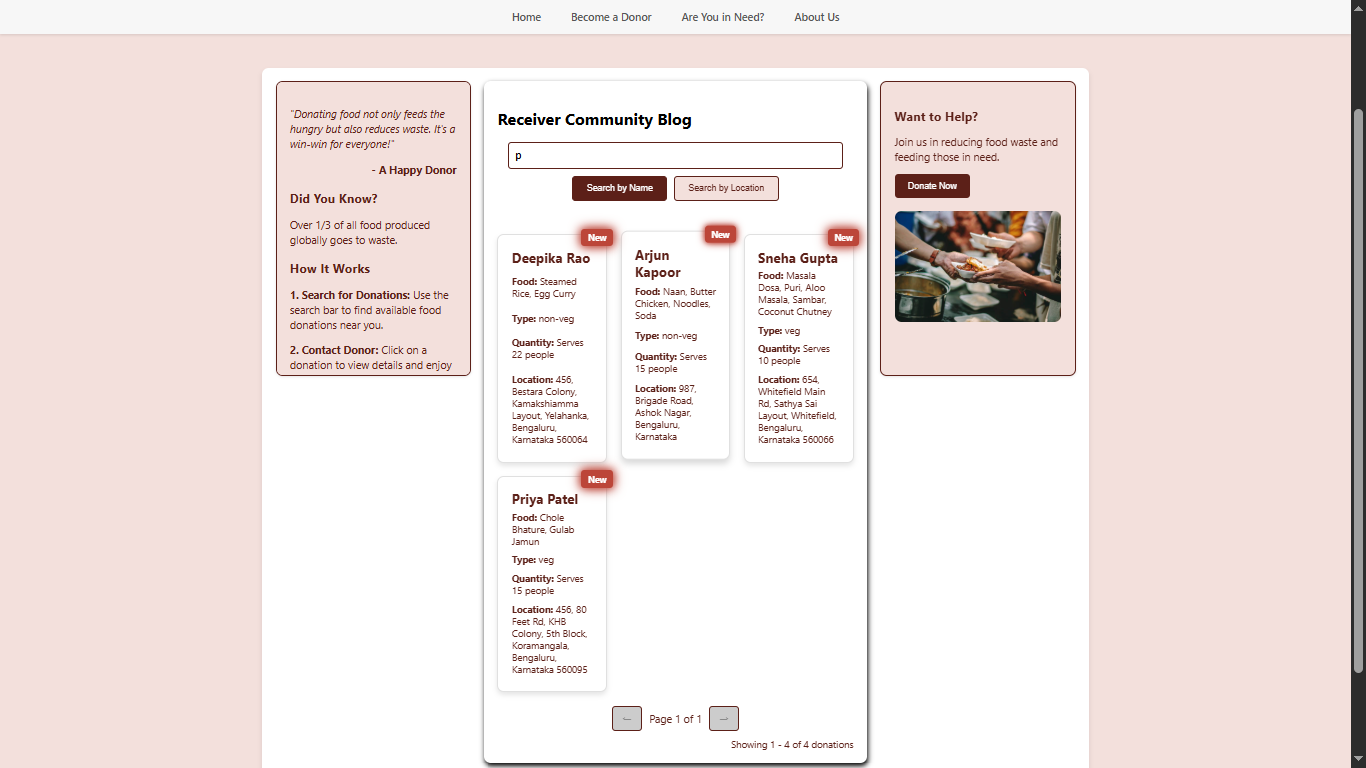 Home Become a Donor Are You in Need? About Us
"Donating food not only feeds the
hungry but also reduces waste. It's a
win-win for everyone!"
- A Happy Donor
Did You Know?
Over 1/3 of all food produced
globally goes to waste.
How It Works
1. Search for Donations: Use the
search bar to find available food
donations near you.
2. Contact Donor: Click on a
donation to view details and enjoy
Receiver Community Blog
p
Search by Name Search by Location
New
Deepika Rao
Food: Steamed
Rice, Egg Curry
Type: non-veg
Quantity: Serves
22 people
Location: 456,
Bestara Colony,
Kamakshiamma
Layout, Yelahanka,
Bengaluru,
Karnataka 560064
New
Arjun
Kapoor
Food: Naan, Butter
Chicken, Noodles,
Soda
Type: non-veg
Quantity: Serves
15 people
Location: 987,
Brigade Road,
Ashok Nagar,
Bengaluru,
Karnataka
New
Sneha Gupta
Food: Masala
Dosa, Puri, Aloo
Masala, Sambar,
Coconut Chutney
Type: veg
Quantity: Serves
10 people
Location: 654,
Whitefield Main
Rd, Sathya Sai
Layout, Whitefield,
Bengaluru,
Karnataka 560066
New
Priya Patel
Food: Chole
Bhature, Gulab
Jamun
Type: veg
Quantity: Serves
15 people
Location: 456, 80
Feet Rd, KHB
Colony, 5th Block,
Koramangala,
Bengaluru,
Karnataka 560095
Page 1 of 1
Showing 1 - 4 of 4 donations
Want to Help?
Join us in reducing food waste and
feeding those in need.
Donate Now